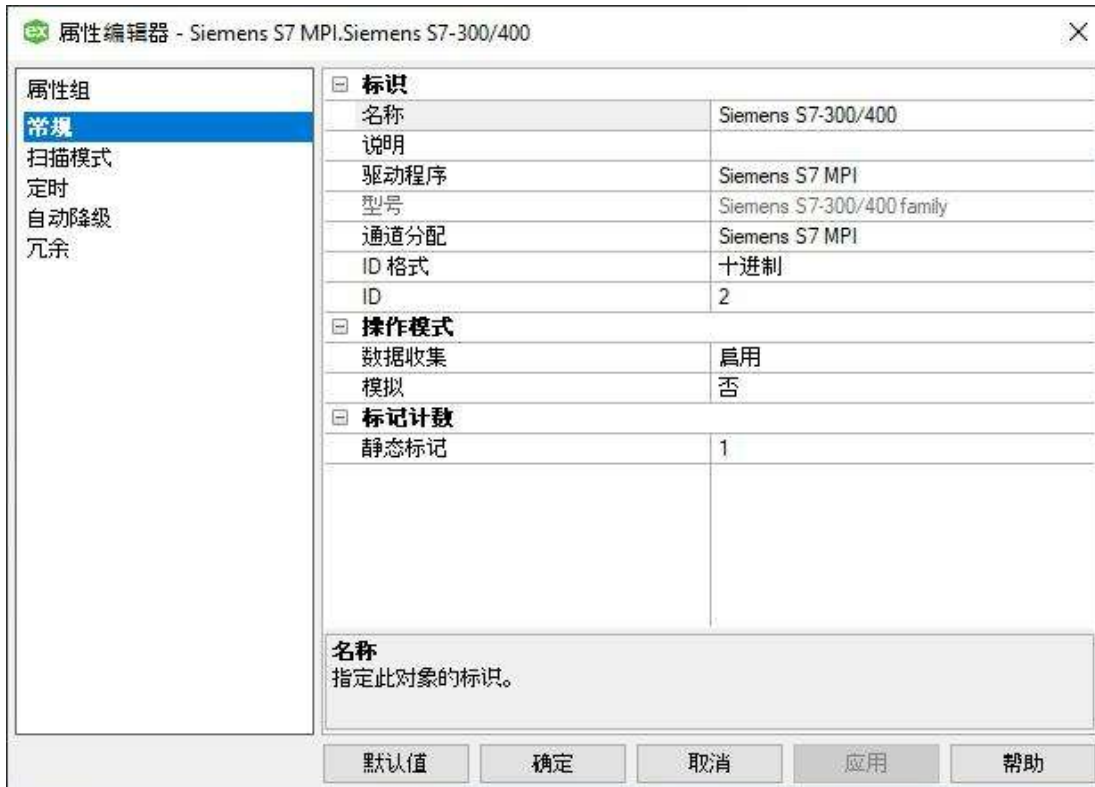 属性编辑器 - Siemens S7 MPI.Siemens S7-300/400
属性组
常规
扫描模式
定时
自动降级
冗余
标识
名称 Siemens S7-300/400
说明
驱动程序 Siemens S7 MPI
型号 Siemens S7-300/400 family
通道分配 Siemens S7 MPI
ID 格式 十进制
ID 2
操作模式
数据收集 启用
模拟 否
标记计数
静态标记 1
名称
指定此对象的标识。
默认值 确定 取消 应用 帮助